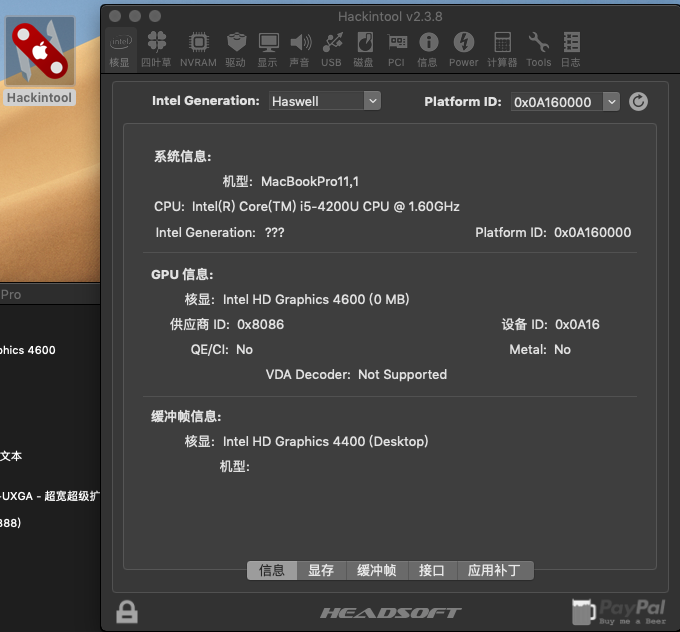 Hackintool v2.3.8
intel
核显 四叶草 NVRAM 驱动 显示 声音 USB 磁盘 PCI 信息 Power 计算器 Tools 日志
Hackintool
Intel Generation: Haswell Platform ID: 0x0A160000
系统信息:
机型: MacBookPro11,1
CPU: Intel(R) Core(TM) i5-4200U CPU @ 1.60GHz
Intel Generation: ??? Platform ID: 0x0A160000
GPU 信息:
核显: Intel HD Graphics 4600 (0 MB)
供应商 ID: 0x8086 设备 ID: 0x0A16
QE/CI: No Metal: No
VDA Decoder: Not Supported
缓冲帧信息:
核显: Intel HD Graphics 4400 (Desktop)
机型:
信息 显存 缓冲帧 接口 应用补丁
HEADSOFT
PayPal
Buy me a Beer
Pro
phics 4600
文本
-UXGA - 超宽超级扩
388)